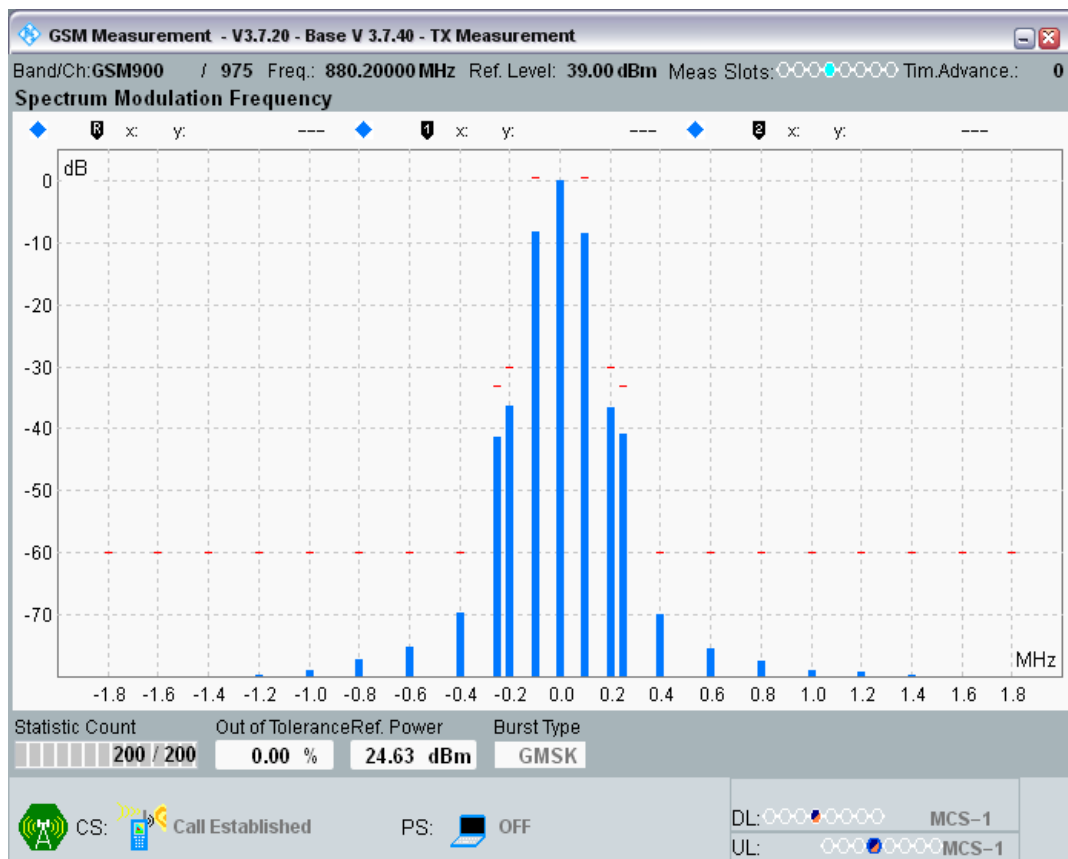 GSM Measurement - V3.7.20 - Base V 3.7.40 - TX Measurement
Band/Ch:GSM900 / 975 Freq.: 880.20000 MHz Ref. Level: 39.00 dBm Meas Slots: Tim.Advance.: 0
Spectrum Modulation Frequency
R x: y: --- 1 x: y: --- 2 x: y: ---
dB
0
-10
-20
-30
-40
-50
-60
-70
MHz
-1.8 -1.6 -1.4 -1.2 -1.0 -0.8 -0.6 -0.4 -0.2 0.0 0.2 0.4 0.6 0.8 1.0 1.2 1.4 1.6 1.8
Statistic Count Out of Tolerance Ref. Power Burst Type
200 / 200 0.00 % 24.63 dBm GMSK
CS: Call Established PS: OFF
DL: MCS-1
UL: MCS-1